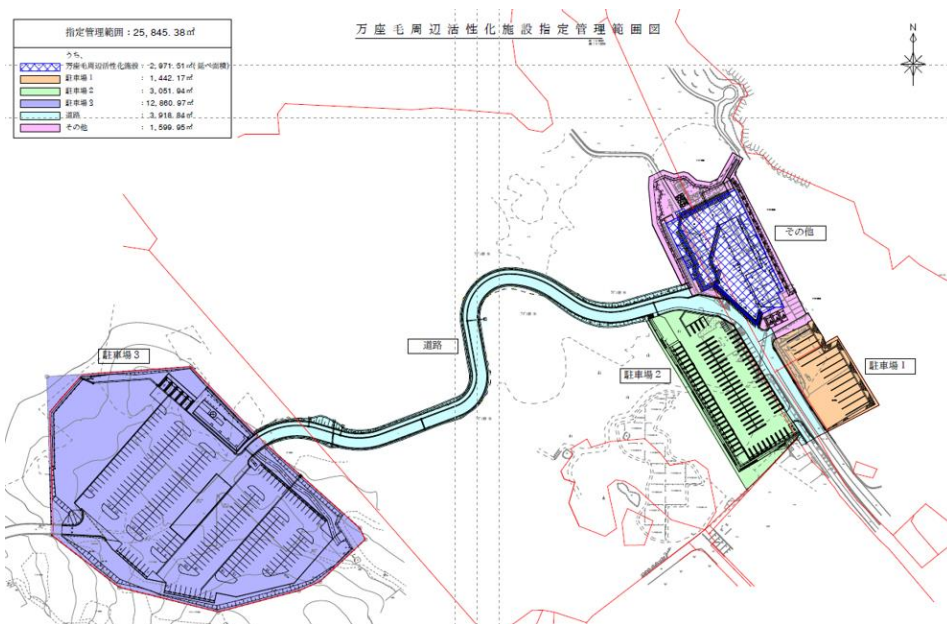 万座毛周辺活性化施設指定管理範囲図
指定管理範囲：25,845.38㎡
うち、
万座毛周辺活性化施設：2,971.51㎡(延べ面積)
駐車場1：1,442.17㎡
駐車場2：3,051.94㎡
駐車場3：12,860.97㎡
道路：3,918.84㎡
その他：1,599.95㎡
N
その他
道路
駐車場3
駐車場2
駐車場1